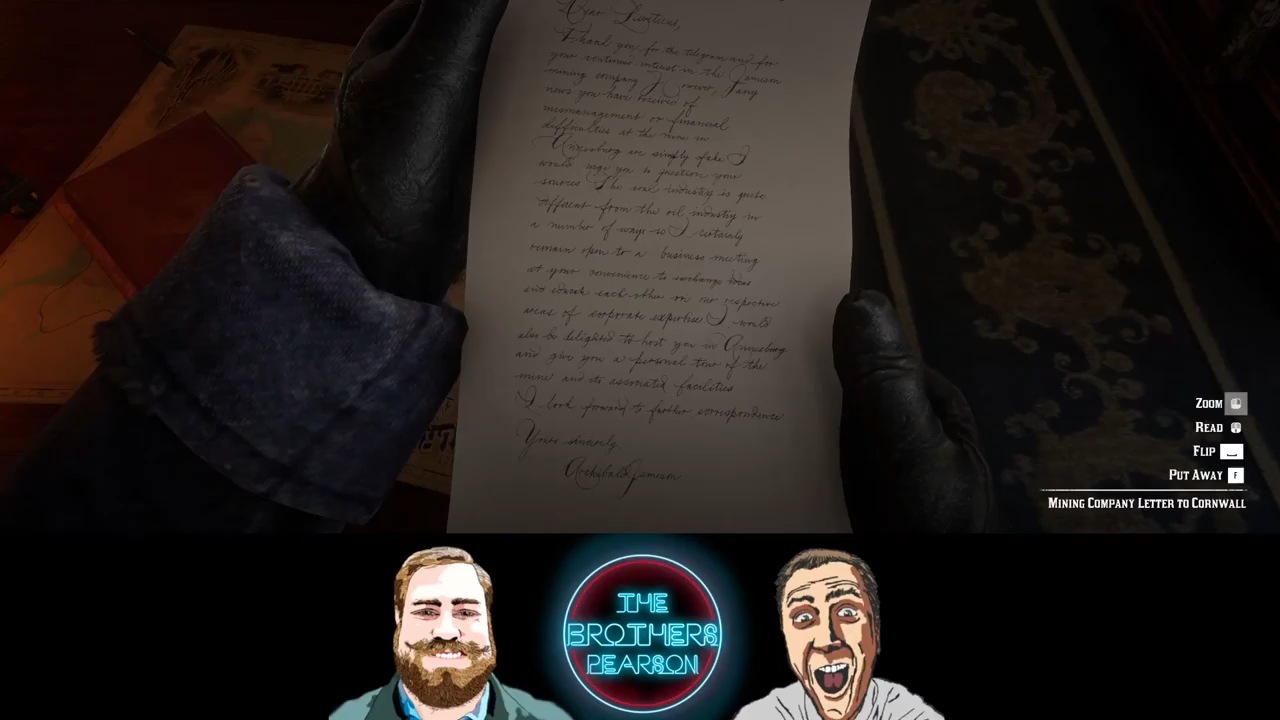 Dear Leviticus,
Thank you for the telegram and for
your continued interest in the Jameson
mining company I However, I any
news you have received of
mismanagement or financial
difficulties at the mine in
Annesburg are simply false I
would urge you to question your
sources The coal industry is quite
different from the oil industry in
a number of ways so I certainly
remain open to a business meeting
at your convenience to exchange ideas
and educate each other on our respective
areas of corporate expertise I would
also be delighted to host you in Annesburg
and give you a personal tour of the
mine and its associated facilities
I look forward to further correspondence
Yours sincerely,
Archibald Jameson
ZOOM
READ
FLIP
PUT AWAY F
MINING COMPANY LETTER TO CORNWALL
THE
BROTHERS
PEARSON